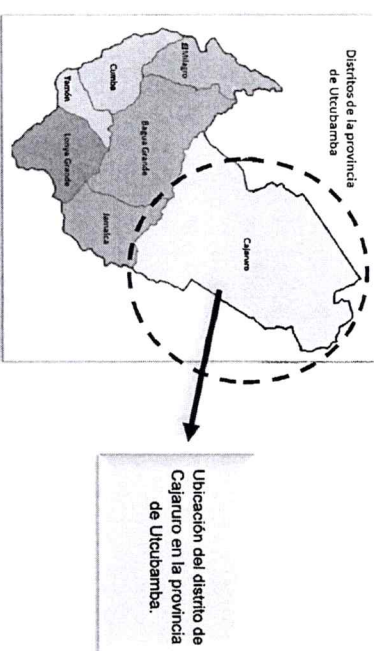 Distritos de la provincia
de Utcubamba
El Milagro
Cumba
Yamón
Bagua Grande
Lonya Grande
Jamalca
Cajaruro
Ubicación del distrito de
Cajaruro en la provincia
de Utcubamba.